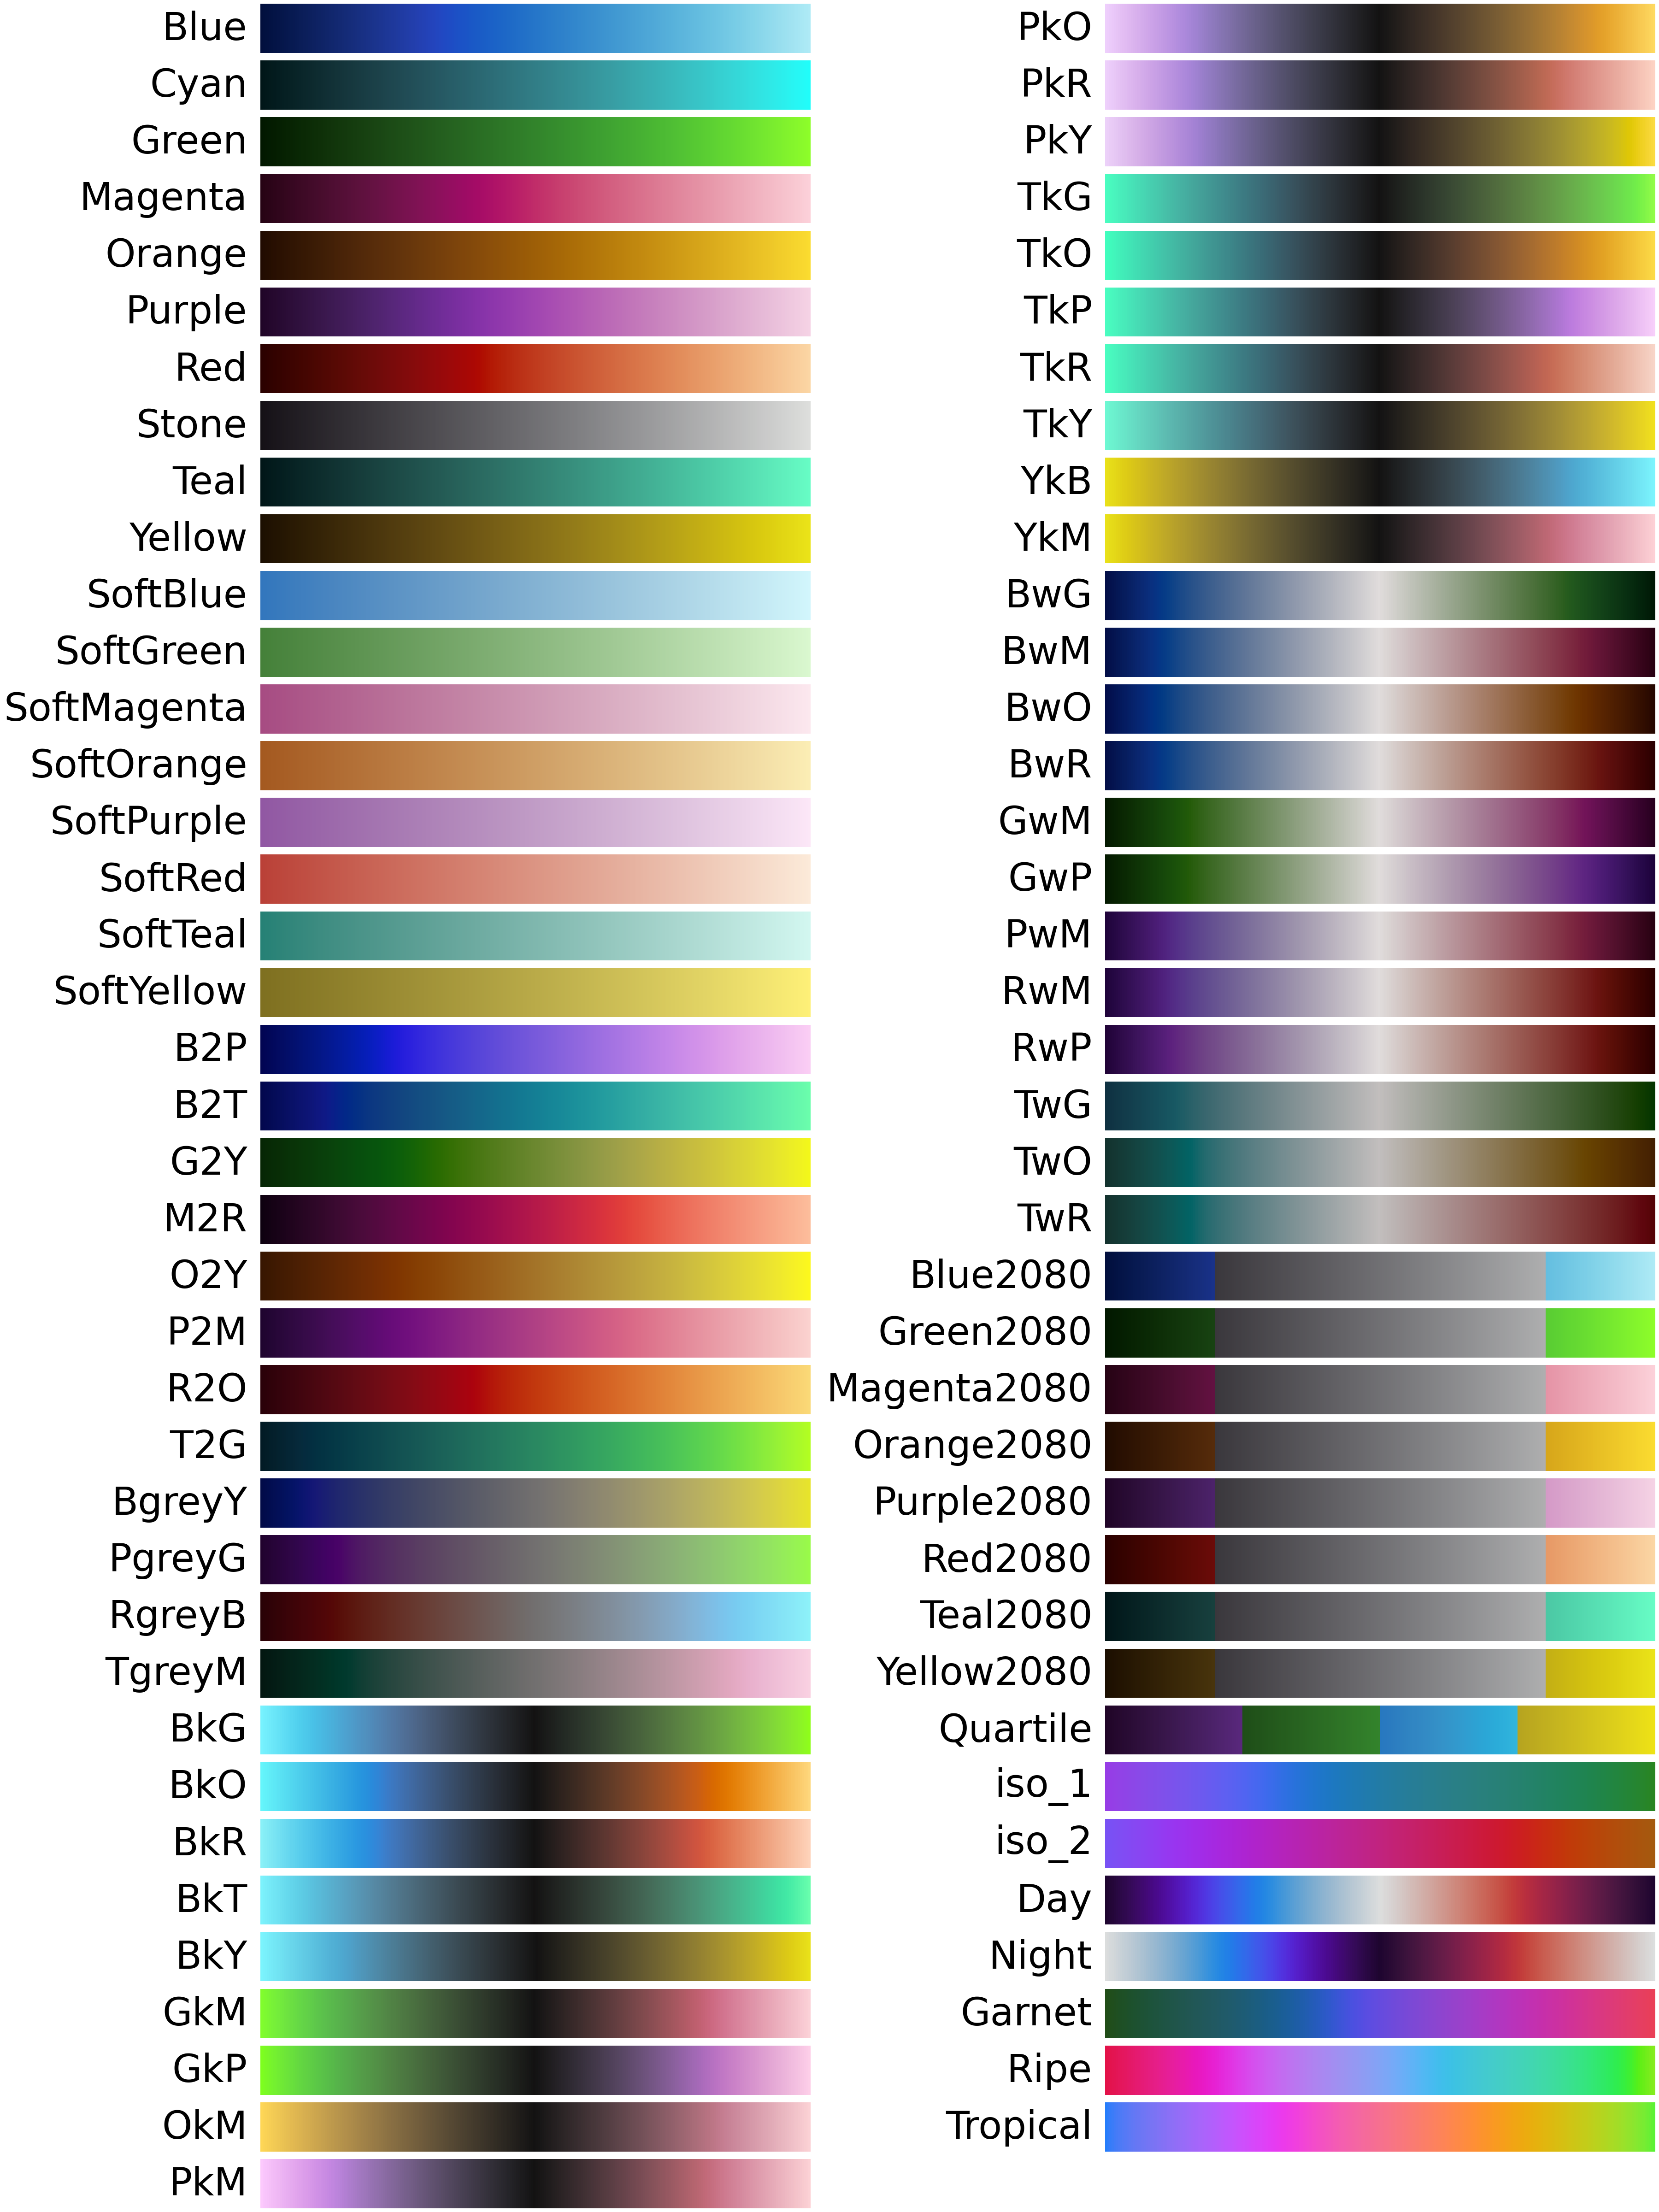 Blue
Cyan
Green
Magenta
Orange
Purple
Red
Stone
Teal
Yellow
SoftBlue
SoftGreen
SoftMagenta
SoftOrange
SoftPurple
SoftRed
SoftTeal
SoftYellow
B2P
B2T
G2Y
M2R
O2Y
P2M
R2O
T2G
BgreyY
PgreyG
RgreyB
TgreyM
BkG
BkO
BkR
BkT
BkY
GkM
GkP
OkM
PkM
PkO
PkR
PkY
TkG
TkO
TkP
TkR
TkY
YkB
YkM
BwG
BwM
BwO
BwR
GwM
GwP
PwM
RwM
RwP
TwG
TwO
TwR
Blue2080
Green2080
Magenta2080
Orange2080
Purple2080
Red2080
Teal2080
Yellow2080
Quartile
iso_1
iso_2
Day
Night
Garnet
Ripe
Tropical